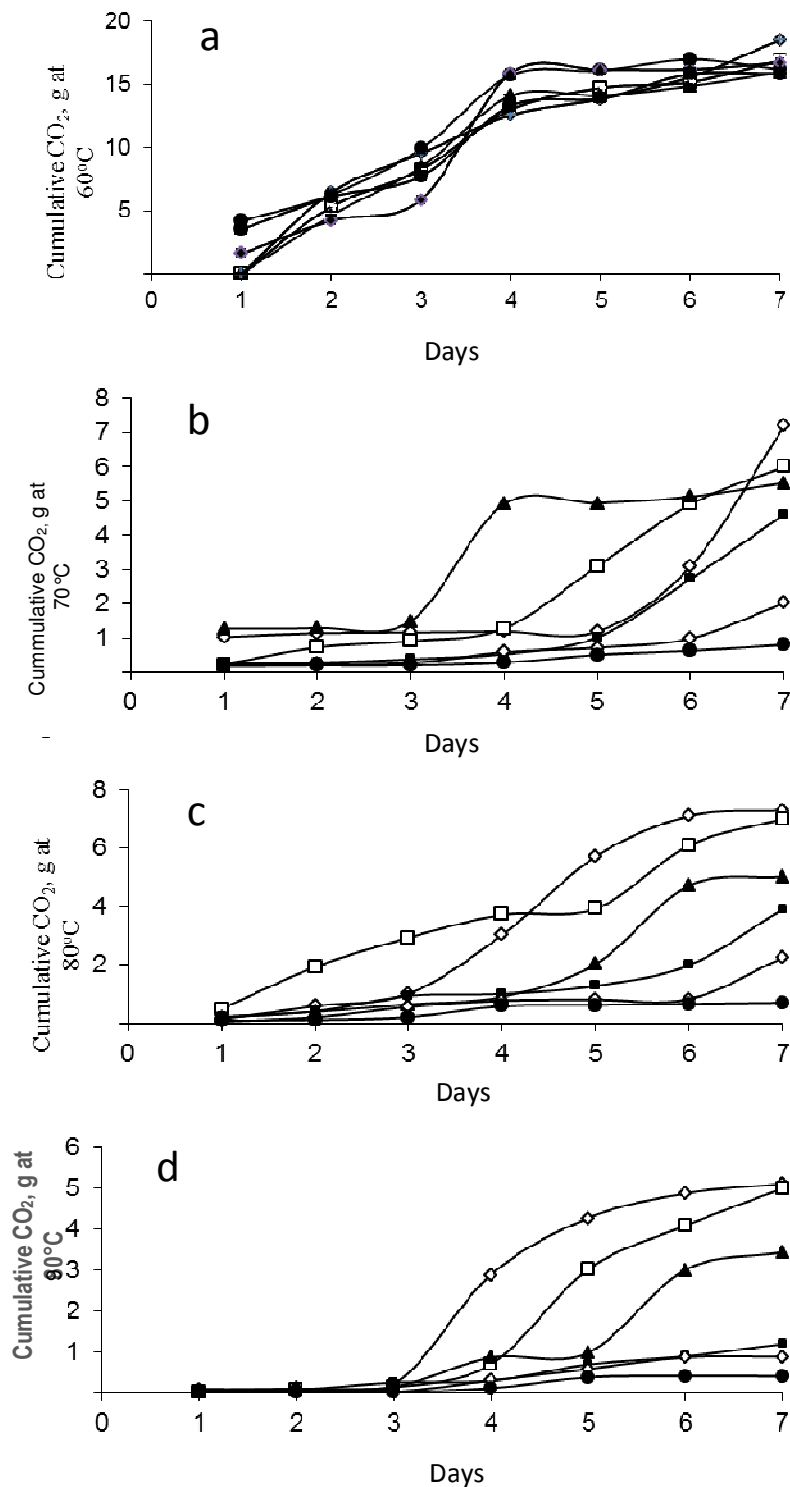 a
20
15
10
5
Cumulative CO₂, g at
60°C
0 1 2 3 4 5 6 7
Days
b
8
7
6
5
4
3
2
1
Cummulative CO₂, g at
70°C
0 1 2 3 4 5 6 7
Days
c
8
6
4
2
Cumulative CO₂, g at
80°C
0 1 2 3 4 5 6 7
Days
d
6
5
4
3
2
1
Cumulative CO₂, g at
90°C
0 1 2 3 4 5 6 7
Days